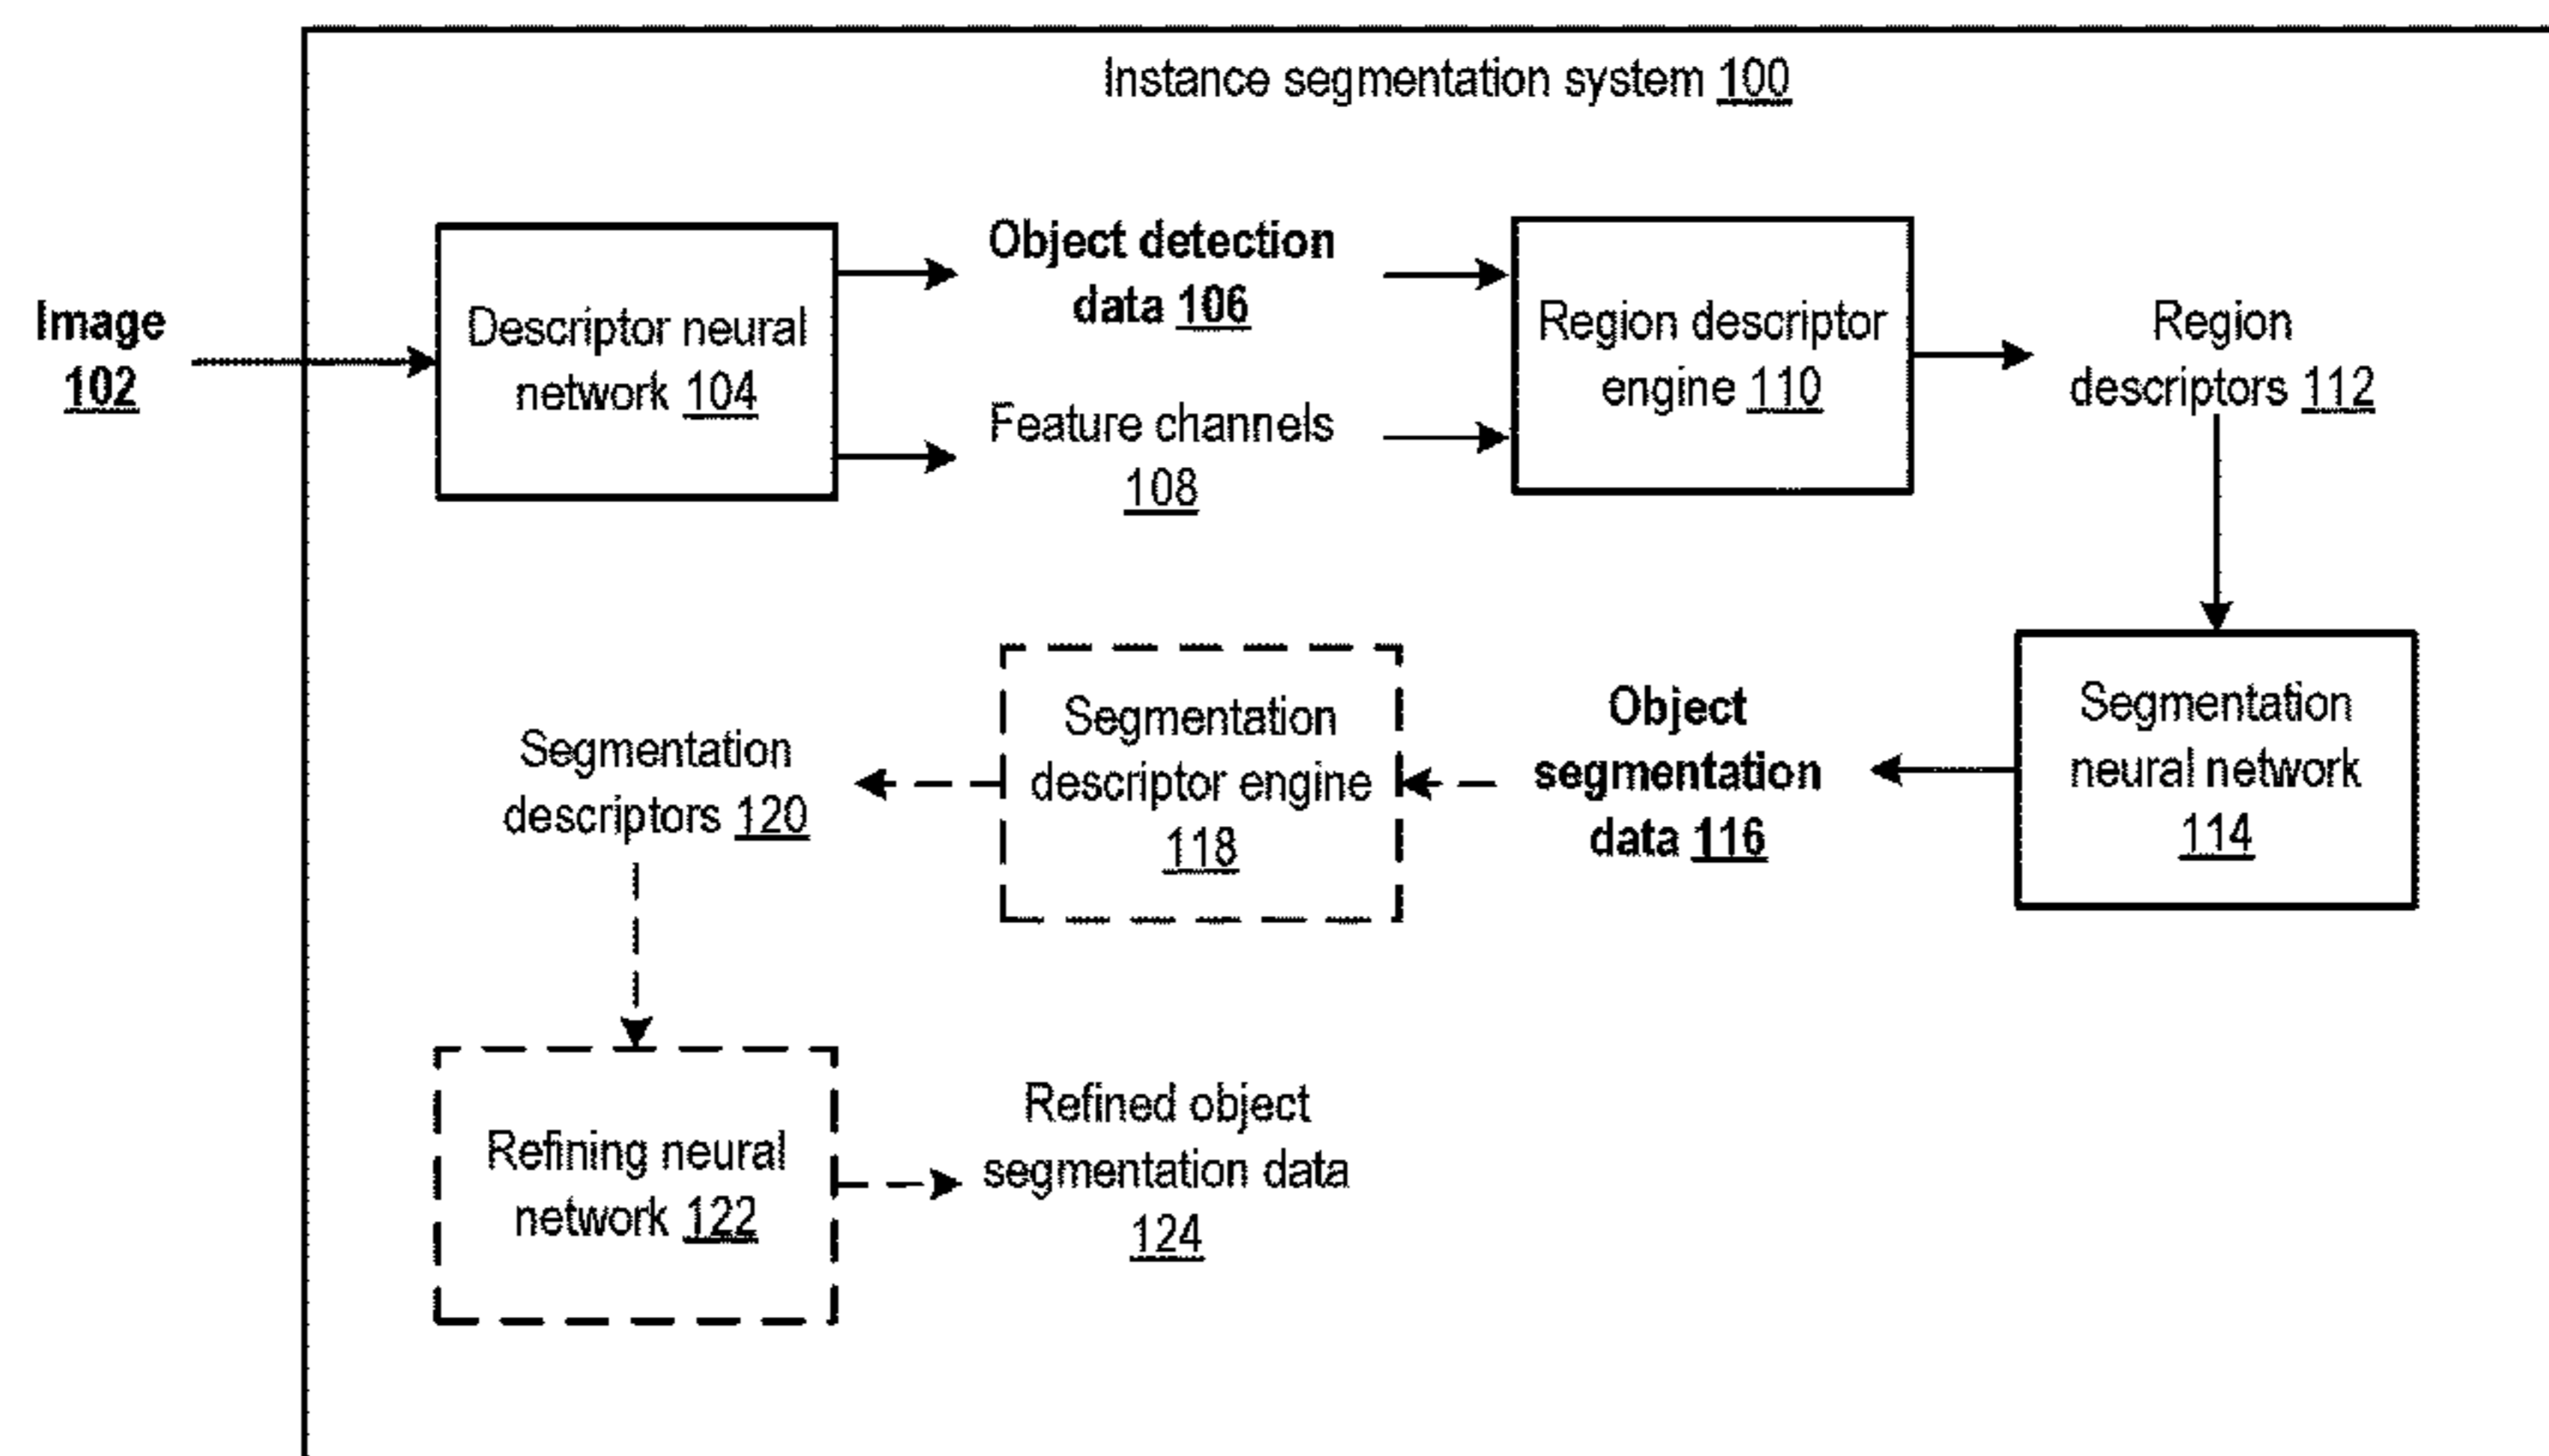 Instance segmentation system 100
Image
102
Descriptor neural
network 104
Object detection
data 106
Feature channels
108
Region descriptor
engine 110
Region
descriptors 112
Segmentation
neural network
114
Object
segmentation
data 116
Segmentation
descriptor engine
118
Segmentation
descriptors 120
Refining neural
network 122
Refined object
segmentation data
124